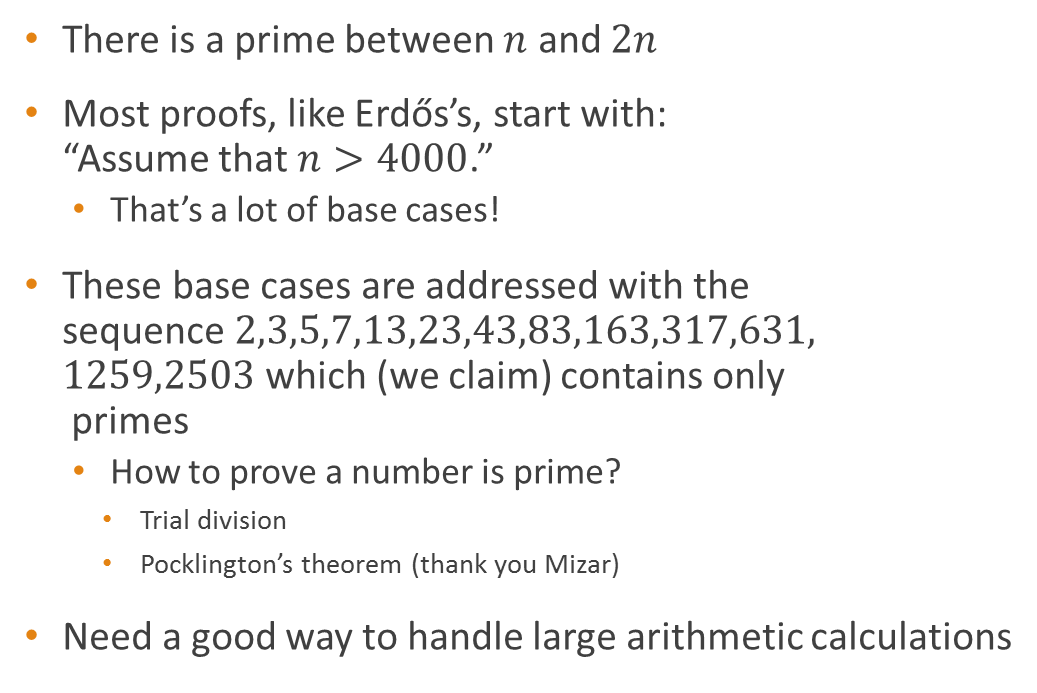 • There is a prime between n and 2n
• Most proofs, like Erdős’s, start with:
“Assume that n > 4000.”
• That’s a lot of base cases!
• These base cases are addressed with the
sequence 2,3,5,7,13,23,43,83,163,317,631,
1259,2503 which (we claim) contains only
primes
• How to prove a number is prime?
• Trial division
• Pocklington’s theorem (thank you Mizar)
• Need a good way to handle large arithmetic calculations